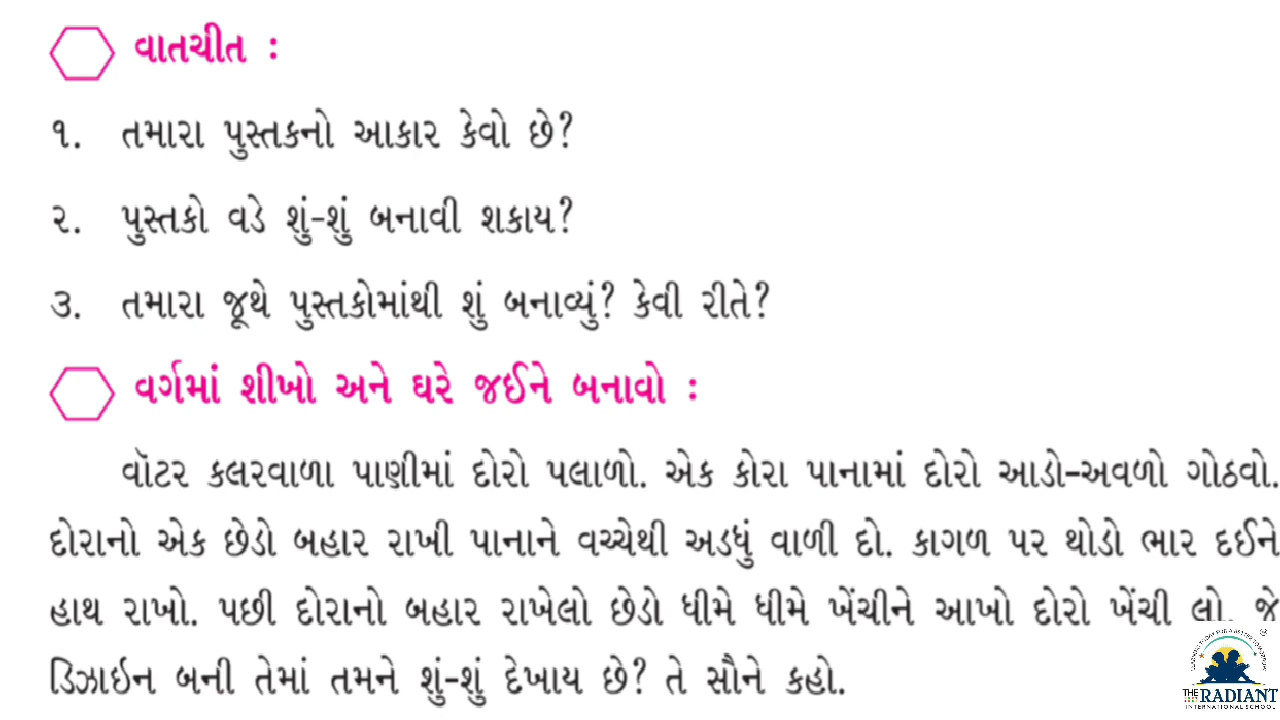 વાતચીત :
૧. તમારા પુસ્તકનો આકાર કેવો છે?
૨. પુસ્તકો વડે શું-શું બનાવી શકાય?
૩. તમારા જૂથે પુસ્તકોમાંથી શું બનાવ્યું? કેવી રીતે?
વર્ગમાં શીખો અને ઘરે જઈને બનાવો :
વૉટર કલરવાળા પાણીમાં દોરો પલાળો. એક કોરા પાનામાં દોરો આડો-અવળો ગોઠવો.
દોરાનો એક છેડો બહાર રાખી પાનાને વચ્ચેથી અડધું વાળી દો. કાગળ પર થોડો ભાર દઈને
હાથ રાખો. પછી દોરાનો બહાર રાખેલો છેડો ધીમે ધીમે ખેંચીને આખો દોરો ખેંચી લો. જે
ડિઝાઇન બની તેમાં તમને શું-શું દેખાય છે? તે સૌને કહો.
THE RADIANT
INTERNATIONAL SCHOOL